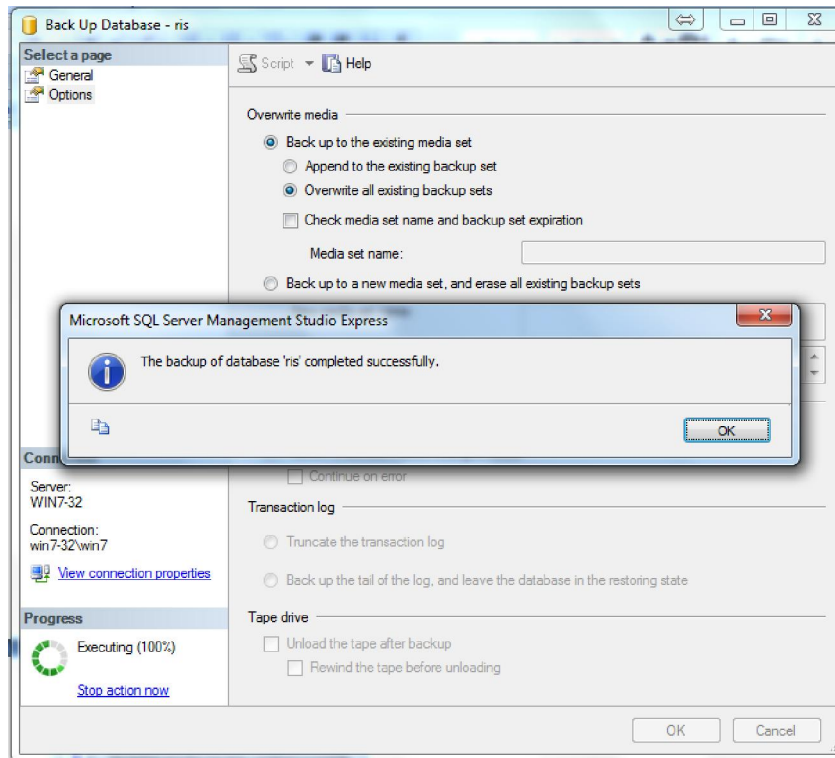 Back Up Database - ris
Select a page
General
Options
Script Help
Overwrite media
Back up to the existing media set
Append to the existing backup set
Overwrite all existing backup sets
Check media set name and backup set expiration
Media set name:
Back up to a new media set, and erase all existing backup sets
Microsoft SQL Server Management Studio Express
The backup of database 'ris' completed successfully.
OK
Conn
Server:
WIN7-32
Connection:
win7-32\win7
View connection properties
Progress
Executing (100%)
Stop action now
Continue on error
Transaction log
Truncate the transaction log
Back up the tail of the log, and leave the database in the restoring state
Tape drive
Unload the tape after backup
Rewind the tape before unloading
OK Cancel